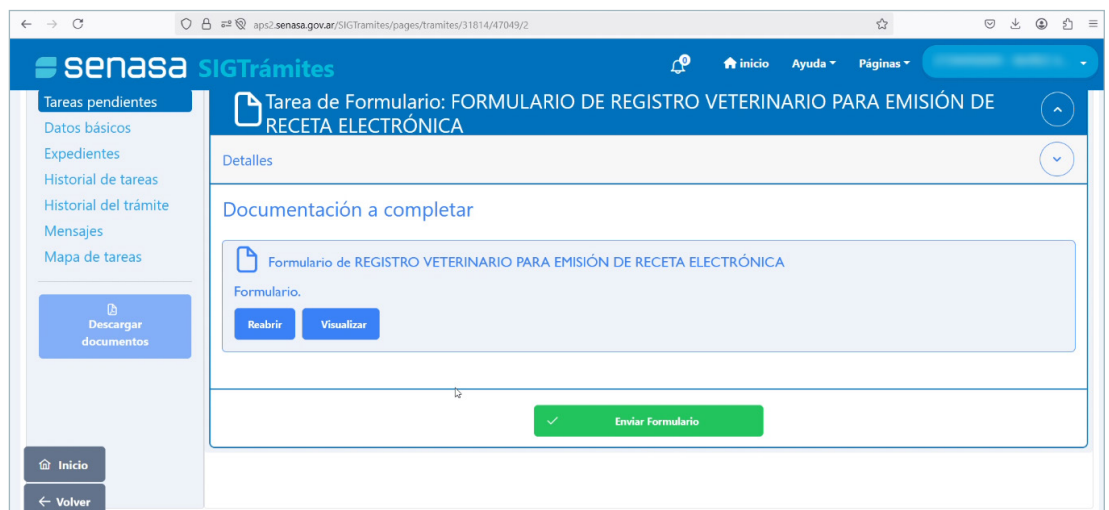 aps2.senasa.gov.ar/SIGTramites/pages/tramites/31814/47049/2
senasa SIGTrámites
0
inicio
Ayuda
Páginas
Tareas pendientes
Datos básicos
Expedientes
Historial de tareas
Historial del trámite
Mensajes
Mapa de tareas
Descargar
documentos
Inicio
Volver
Tarea de Formulario: FORMULARIO DE REGISTRO VETERINARIO PARA EMISIÓN DE
RECETA ELECTRÓNICA
Detalles
Documentación a completar
Formulario de REGISTRO VETERINARIO PARA EMISIÓN DE RECETA ELECTRÓNICA
Formulario.
Reabrir
Visualizar
Enviar Formulario